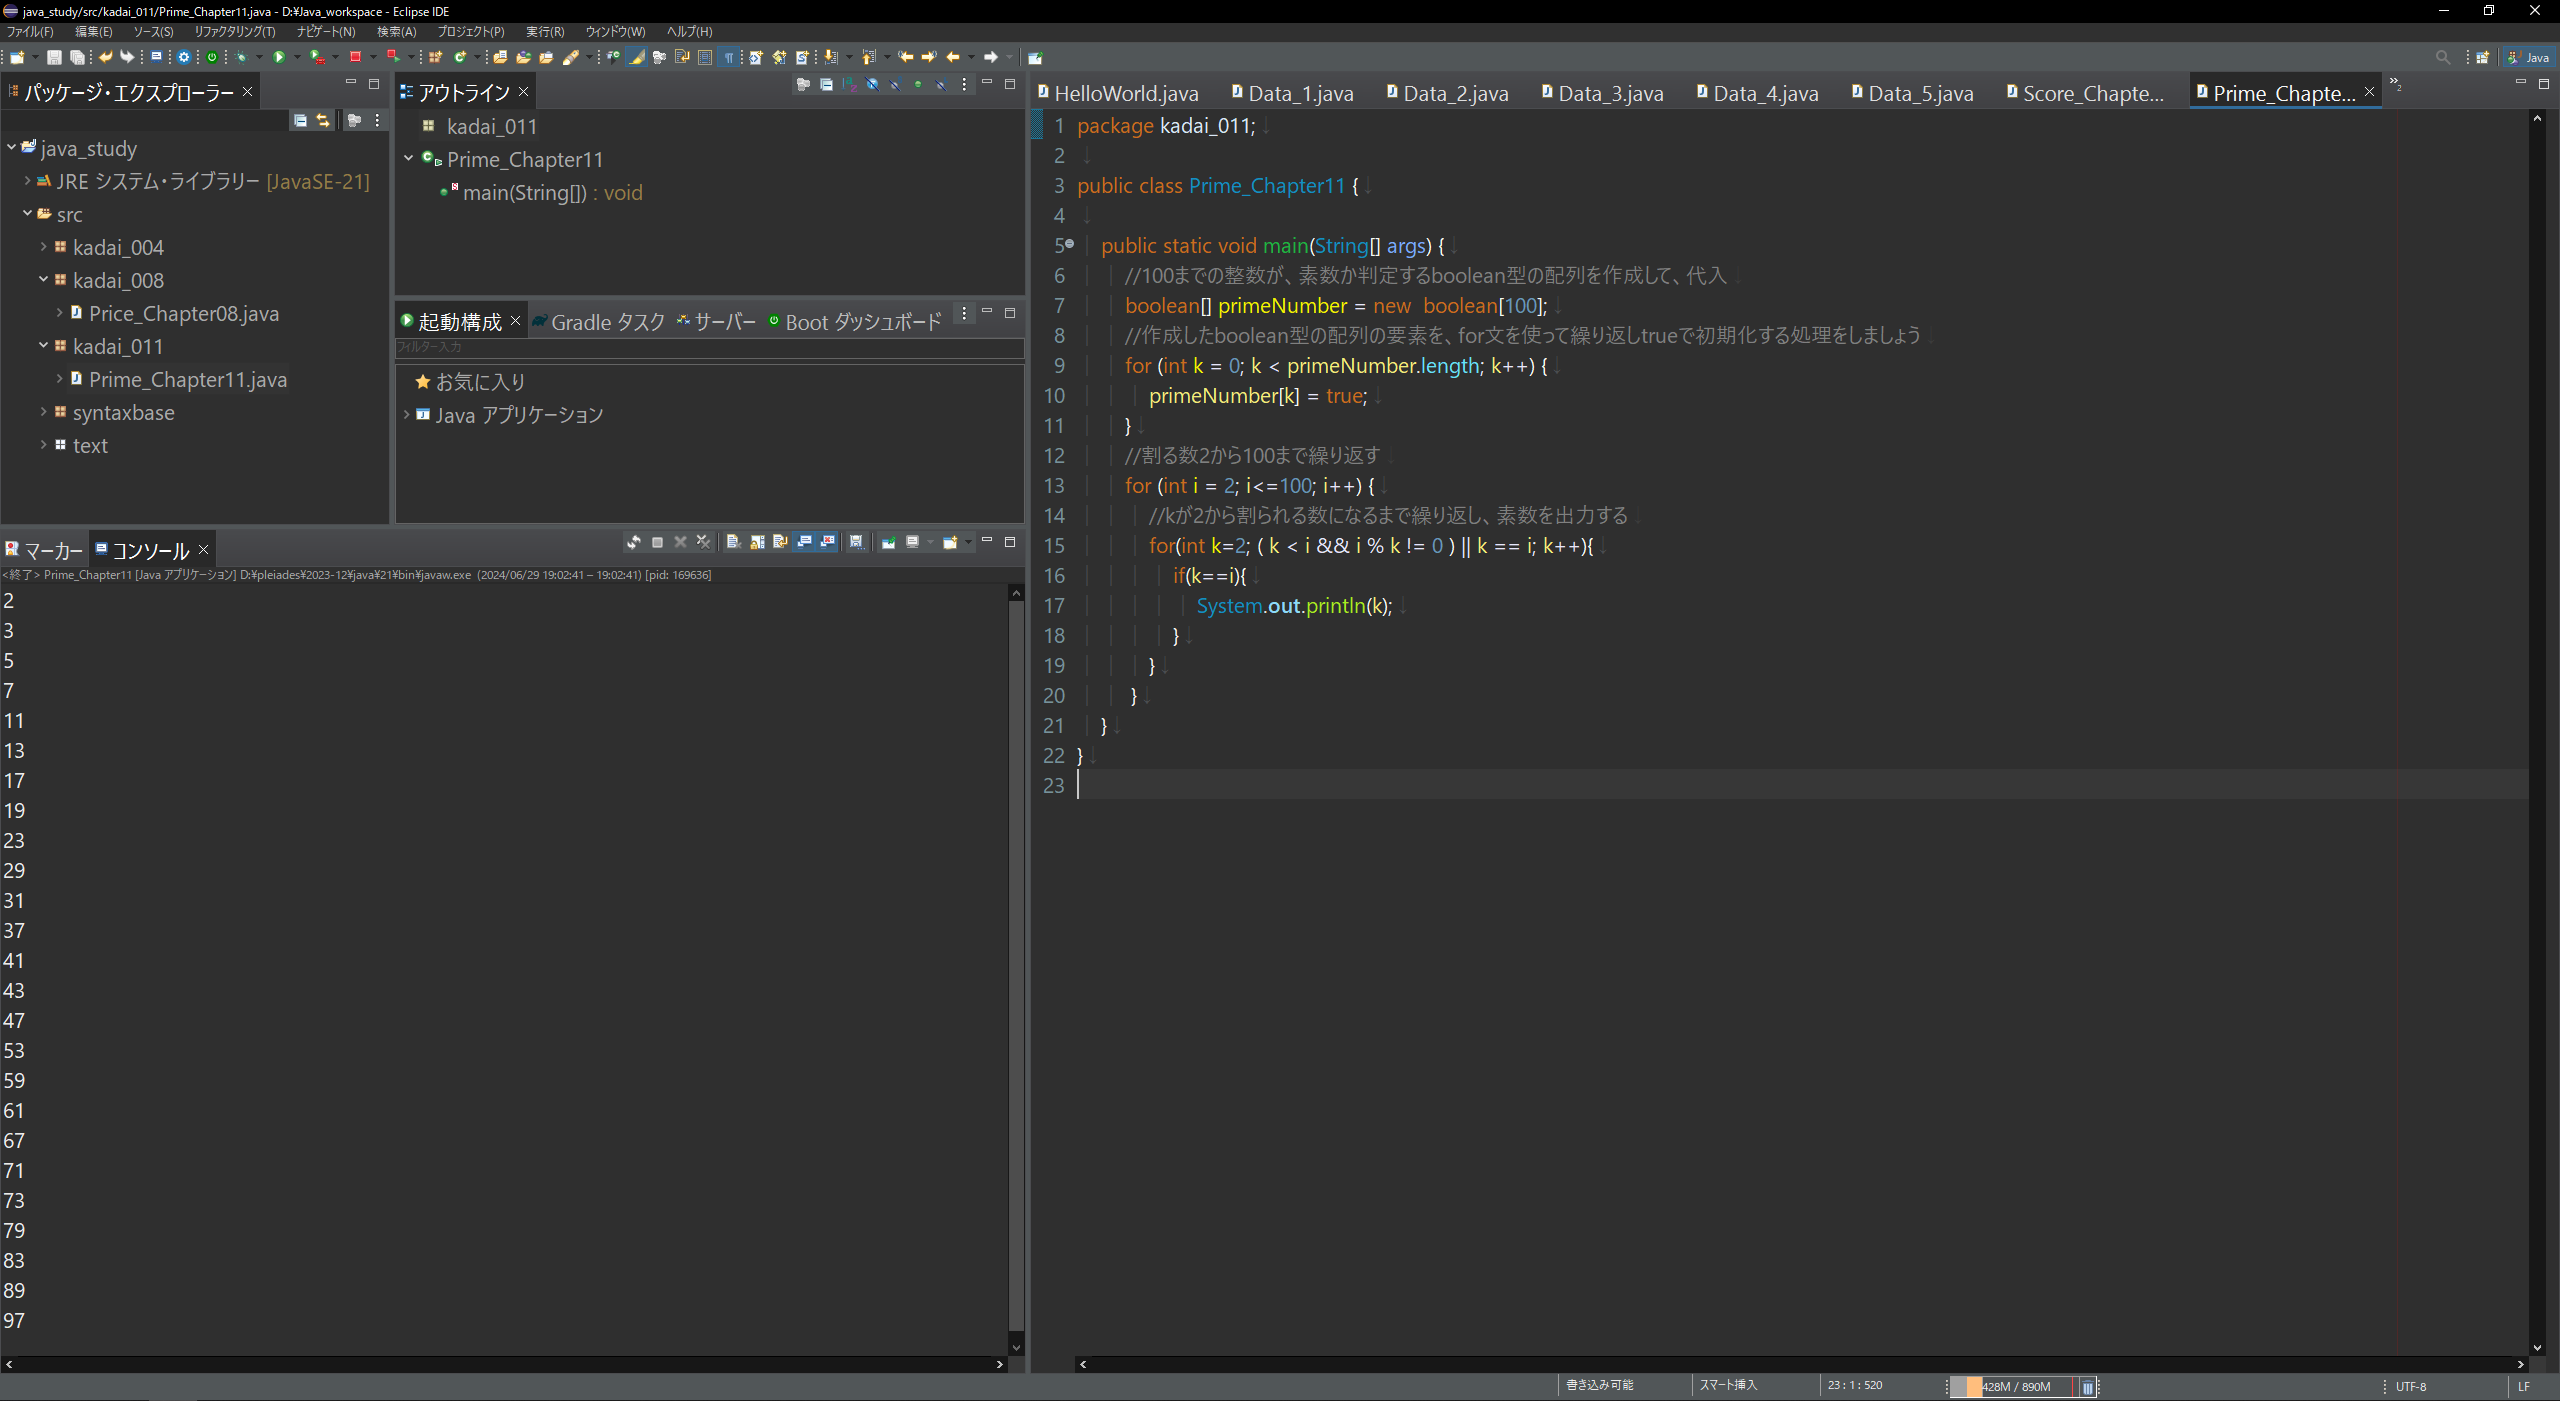 java_study/src/kadai_011/Prime_Chapter11.java - D:¥Java_workspace - Eclipse IDE
ファイル(F) 編集(E) ソース(S) リファクタリング(T) ナビゲート(N) 検索(A) プロジェクト(P) 実行(R) ウィンドウ(W) ヘルプ(H)
Java
パッケージ・エクスプローラー
java_study
JRE システム・ライブラリー [JavaSE-21]
src
kadai_004
kadai_008
Price_Chapter08.java
kadai_011
Prime_Chapter11.java
syntaxbase
text
アウトライン
kadai_011
Prime_Chapter11
main(String[]) : void
起動構成 Gradle タスク サーバー Boot ダッシュボード
フィルター入力
お気に入り
Java アプリケーション
マーカー コンソール
<終了> Prime_Chapter11 [Java アプリケーション] D:¥pleiades¥2023-12¥java¥21¥bin¥javaw.exe (2024/06/29 19:02:41 – 19:02:41) [pid: 169636]
2
3
5
7
11
13
17
19
23
29
31
37
41
43
47
53
59
61
67
71
73
79
83
89
97
HelloWorld.java Data_1.java Data_2.java Data_3.java Data_4.java Data_5.java Score_Chapte... Prime_Chapte... »2
1 package kadai_011;
2
3 public class Prime_Chapter11 {
4
5 public static void main(String[] args) {
6 //100までの整数が、素数か判定するboolean型の配列を作成して、代入
7 boolean[] primeNumber = new boolean[100];
8 //作成したboolean型の配列の要素を、for文を使って繰り返しtrueで初期化する処理をしましょう
9 for (int k = 0; k < primeNumber.length; k++) {
10 primeNumber[k] = true;
11 }
12 //割る数2から100まで繰り返す
13 for (int i = 2; i<=100; i++) {
14 //kが2から割られる数になるまで繰り返し、素数を出力する
15 for(int k=2; ( k < i && i % k != 0 ) || k == i; k++){
16 if(k==i){
17 System.out.println(k);
18 }
19 }
20 }
21 }
22 }
23
書き込み可能 スマート挿入 23 : 1 : 520 428M / 890M UTF-8 LF